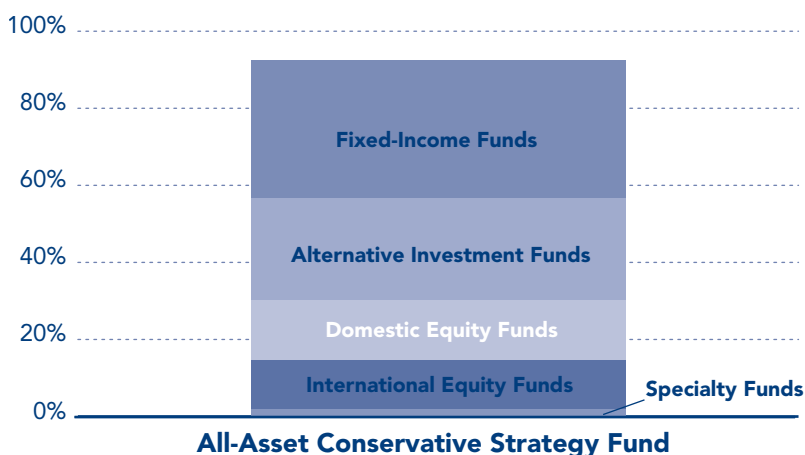 100%
80%
Fixed-Income Funds
60%
40%
Alternative Investment Funds
Domestic Equity Funds
20%
International Equity Funds
Specialty Funds
0%
All-Asset Conservative Strategy Fund